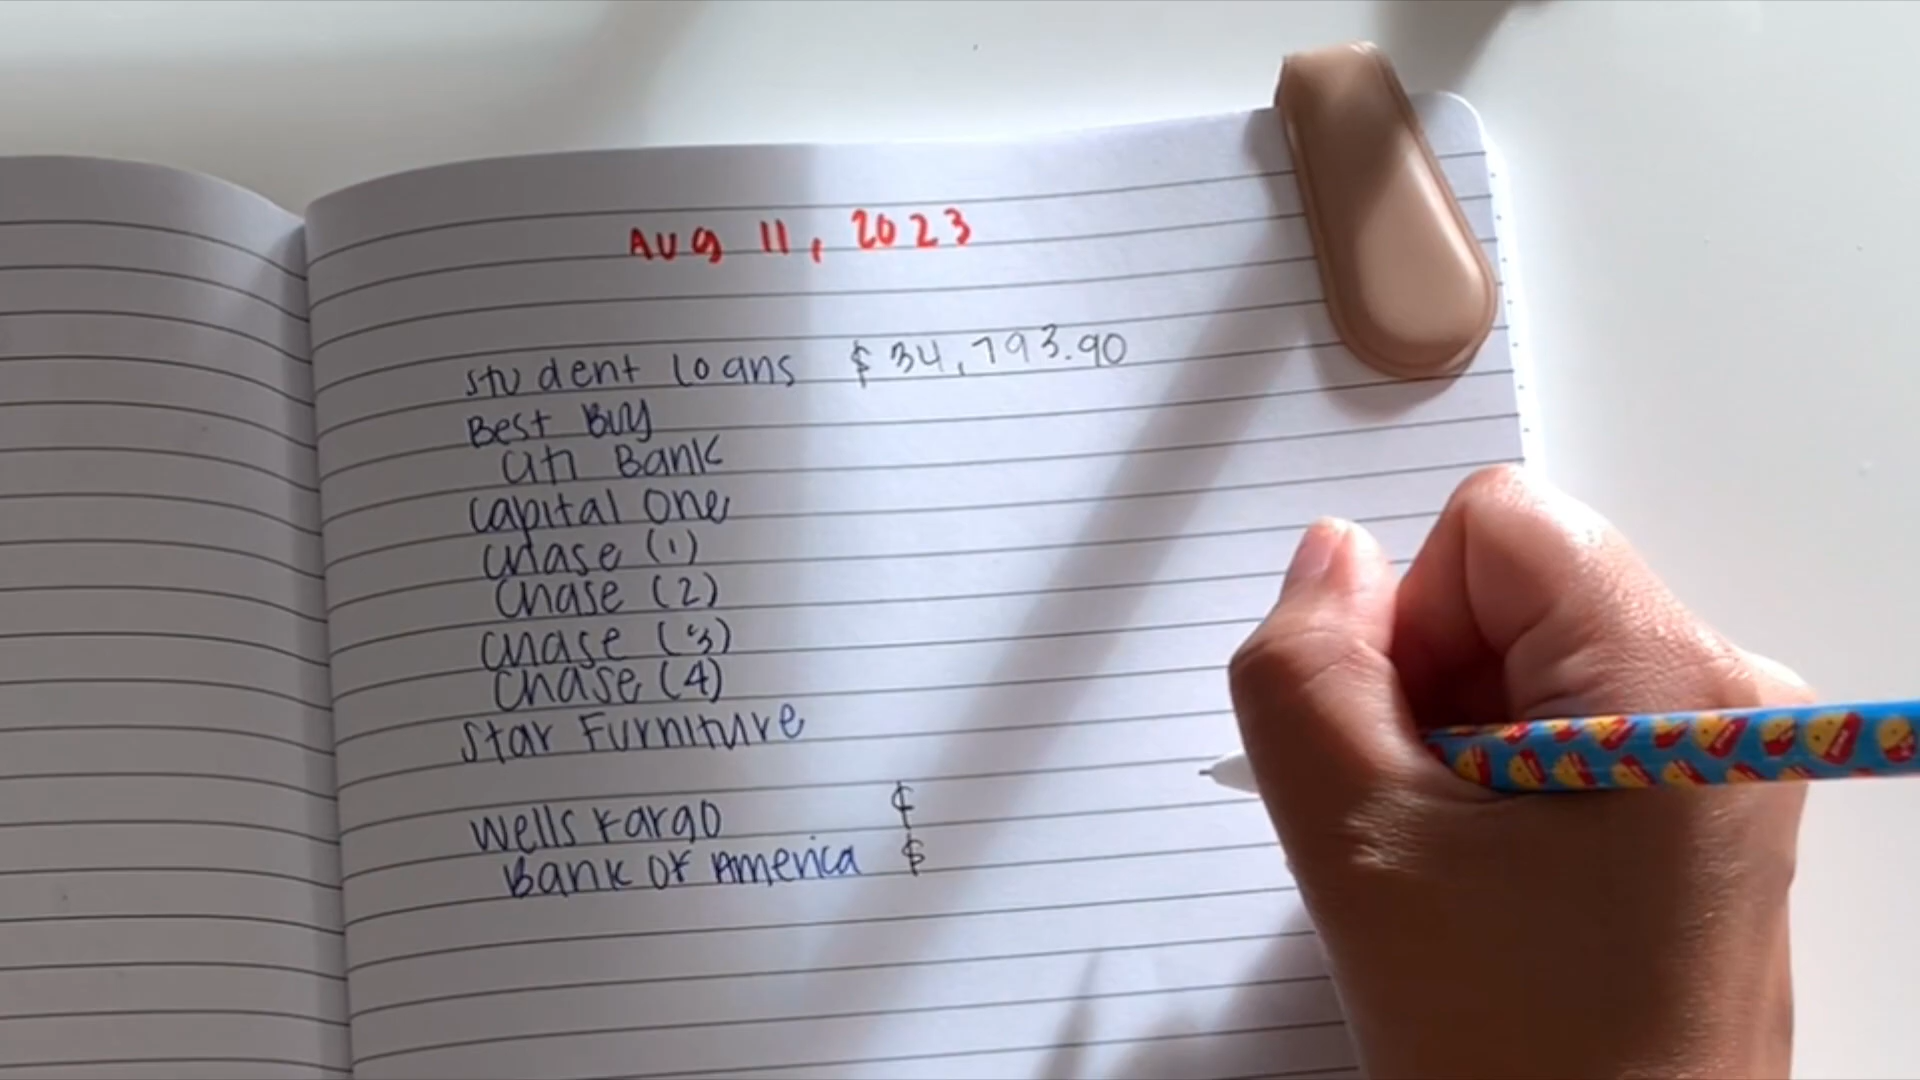 Aug 11, 2023
Student Loans $34,793.90
Best Buy
Citi Bank
Capital One
Chase (1)
Chase (2)
Chase (3)
Chase (4)
Star Furniture
Wells Fargo $
Bank of America $